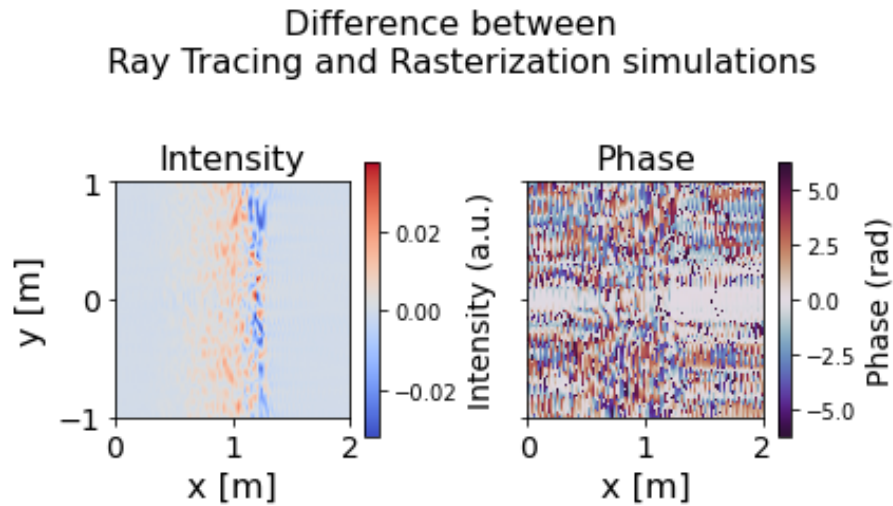 Difference between
Ray Tracing and Rasterization simulations
Intensity
Phase
1
0
−1
y [m]
0 1 2
x [m]
0.02
0.00
−0.02
Intensity (a.u.)
0 1 2
x [m]
5.0
2.5
0.0
−2.5
−5.0
Phase (rad)